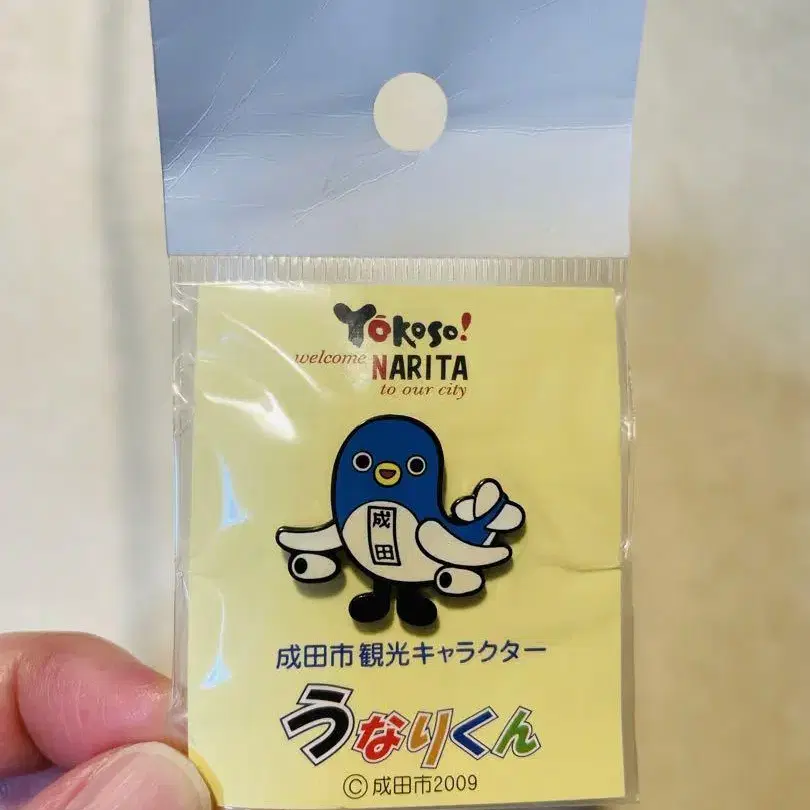 Yōkoso!
welcome NARITA
to our city
成田
成田市観光キャラクター
うなりくん
©成田市2009